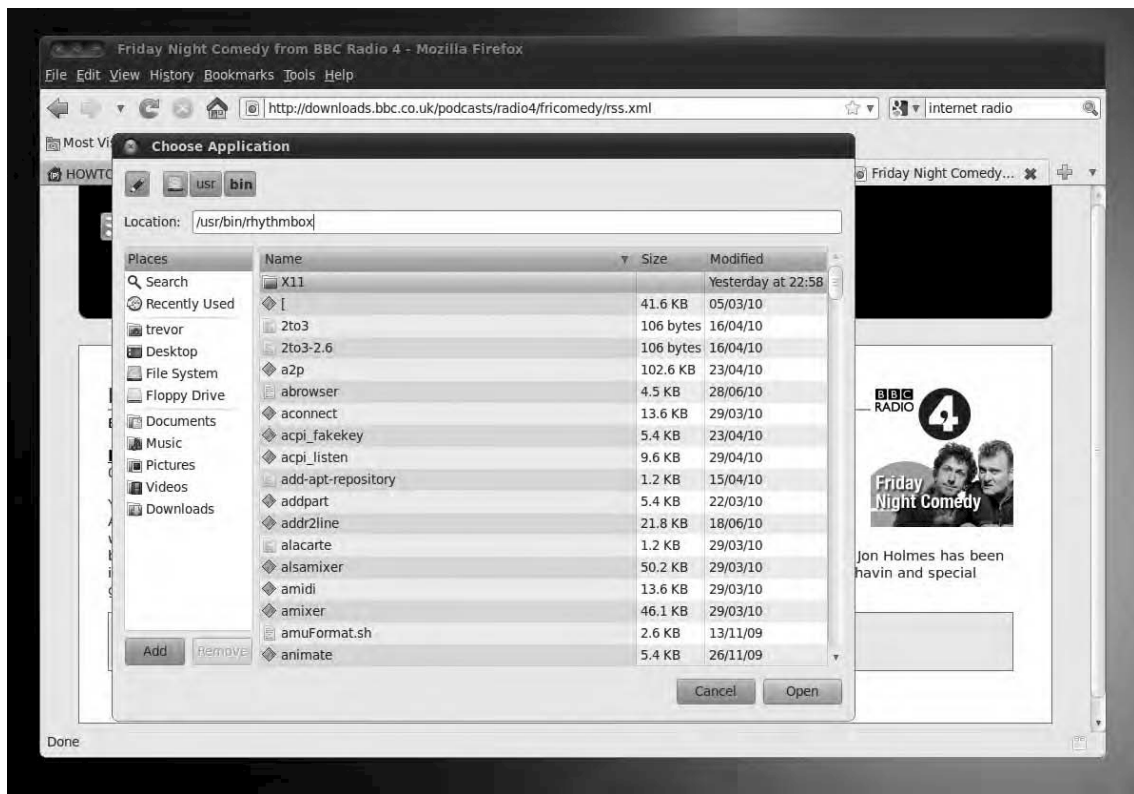 Friday Night Comedy from BBC Radio 4 - Mozilla Firefox
File Edit View History Bookmarks Tools Help
http://downloads.bbc.co.uk/podcasts/radio4/fricomedy/rss.xml
internet radio
Most Vi
Choose Application
HOWTO
Friday Night Comedy...
usr bin
Location: /usr/bin/rhythmbox
Places
Search
Recently Used
trevor
Desktop
File System
Floppy Drive
Documents
Music
Pictures
Videos
Downloads
Add Remove
Name Size Modified
X11 Yesterday at 22:58
[ 41.6 KB 05/03/10
2to3 106 bytes 16/04/10
2to3-2.6 106 bytes 16/04/10
a2p 102.6 KB 23/04/10
abrowser 4.5 KB 28/06/10
aconnect 13.6 KB 29/03/10
acpi_fakekey 5.4 KB 23/04/10
acpi_listen 9.6 KB 29/04/10
add-apt-repository 1.2 KB 15/04/10
addpart 5.4 KB 22/03/10
addr2line 21.8 KB 18/06/10
alacarte 1.2 KB 29/03/10
alsamixer 50.2 KB 29/03/10
amidi 13.6 KB 29/03/10
amixer 46.1 KB 29/03/10
amuFormat.sh 2.6 KB 13/11/09
animate 5.4 KB 26/11/09
Cancel Open
BBC
RADIO 4
Friday
Night Comedy
Jon Holmes has been
havin and special
Done